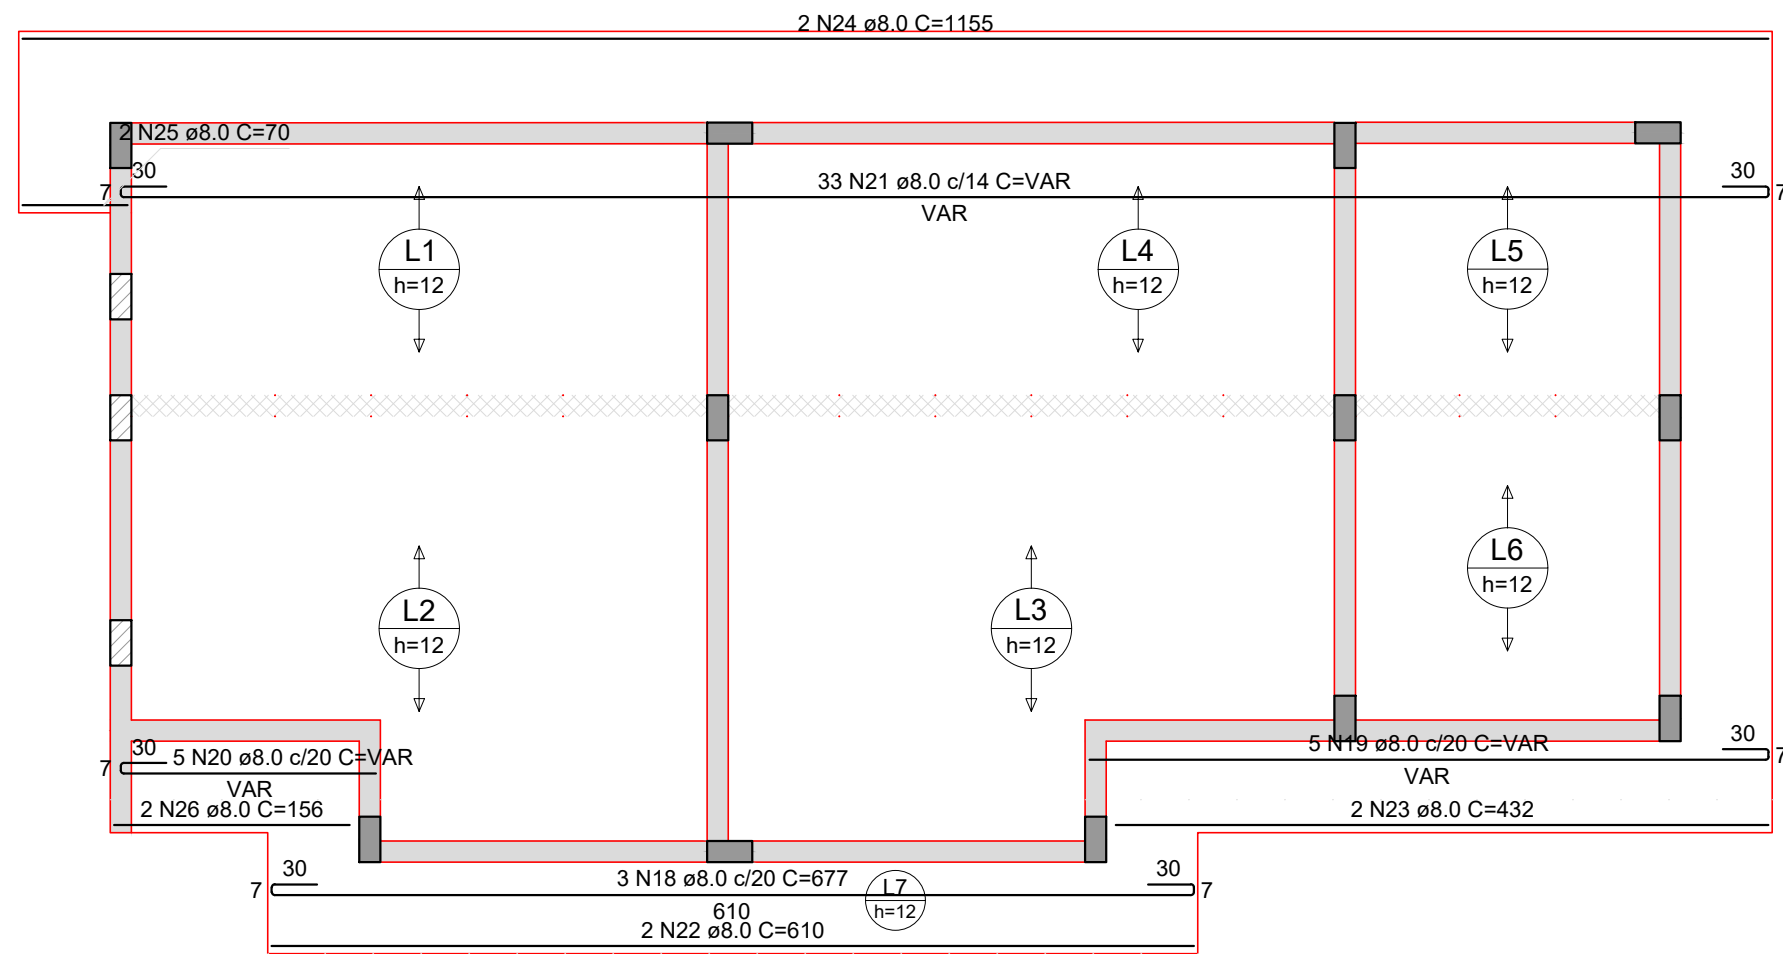 2 N24 ø8.0 C=1155
2 N25 ø8.0 C=70
30
7
33 N21 ø8.0 c/14 C=VAR
VAR
30
7
L1
h=12
L4
h=12
L5
h=12
L2
h=12
L3
h=12
L6
h=12
30
7
5 N20 ø8.0 c/20 C=VAR
VAR
2 N26 ø8.0 C=156
5 N19 ø8.0 c/20 C=VAR
VAR
30
7
2 N23 ø8.0 C=432
30
7
3 N18 ø8.0 c/20 C=677
610
L7
h=12
30
7
2 N22 ø8.0 C=610